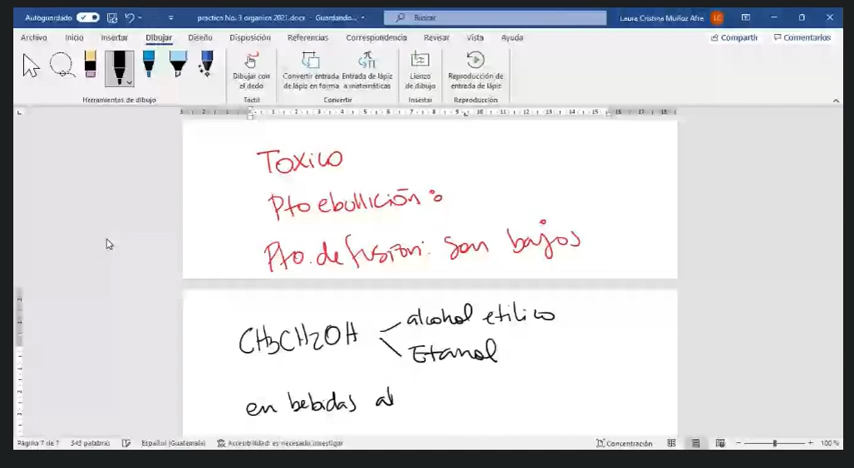 Autoguardado practica No. 3 organica 2021.docx - Guardando... Buscar Laura Cristina Muñoz Afre LC
Archivo Inicio Insertar Dibujar Diseño Disposición Referencias Correspondencia Revisar Vista Ayuda Compartir Comentarios
Dibujar con el dedo
Convertir entrada de lápiz en forma
Entrada de lápiz a matemáticas
Lienzo de dibujo
Reproducción de entrada de lápiz
Herramientas de dibujo Táctil Convertir Insertar Reproducción
Toxico
Pto ebullición:
Pto. de fusión: son bajos
CH3CH2OH alcohol etilico
Etanol
en bebidas al
Página 7 de 7 345 palabras Español (Guatemala) Accesibilidad: es necesario investigar Concentración 100 %